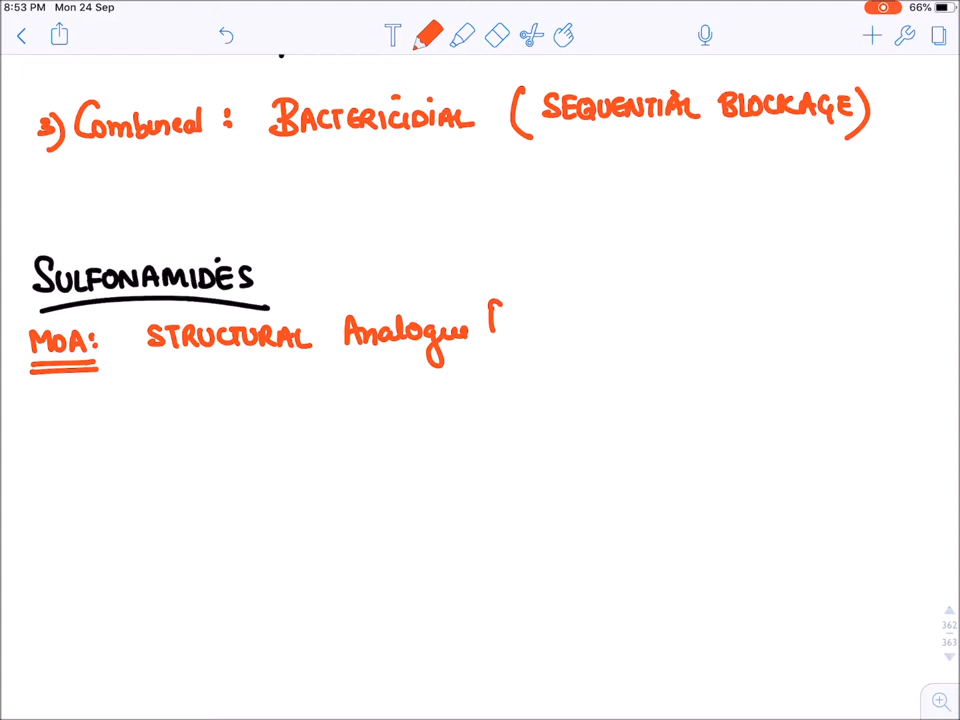 8:53 PM Mon 24 Sep 66%
T
3) Combined : BACTERICIDIAL (SEQUENTIAL BLOCKAGE)
SULFONAMIDES
MOA: STRUCTURAL Analogue [
362
363